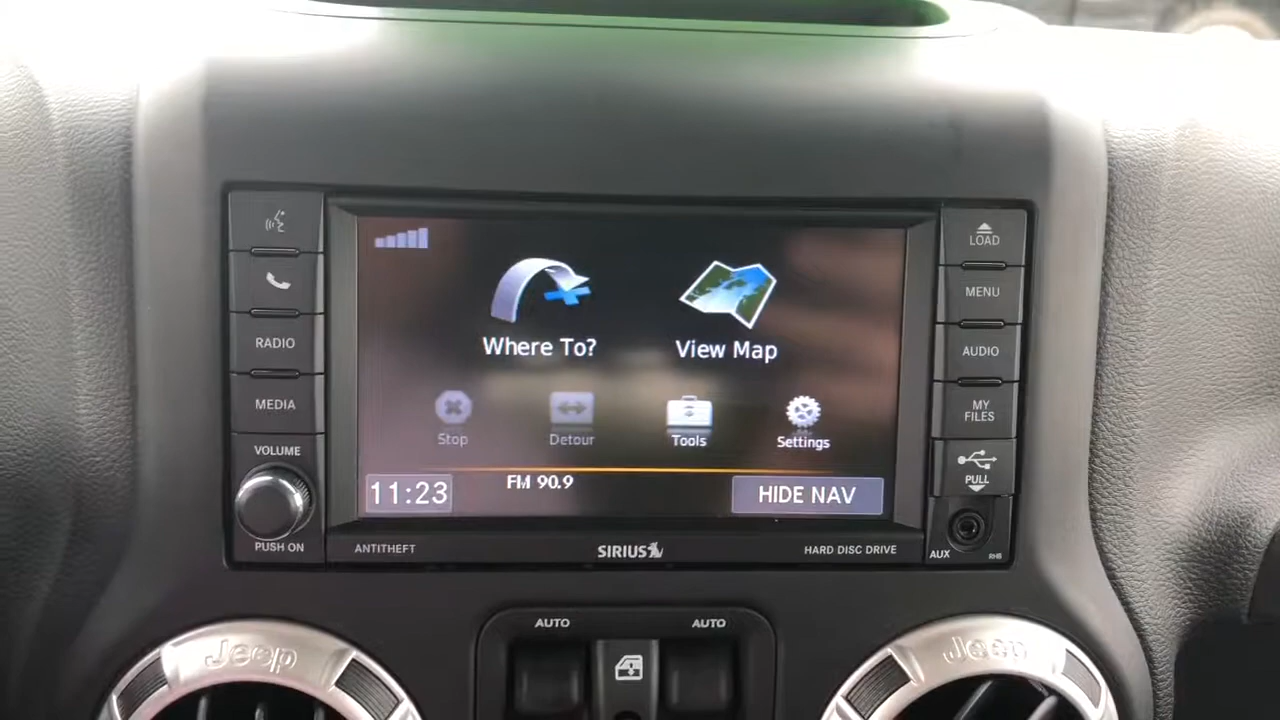 LOAD
MENU
RADIO
AUDIO
MEDIA
MY
FILES
VOLUME
PULL
PUSH ON
AUX
RHB
Where To?
View Map
Stop
Detour
Tools
Settings
11:23
FM 90.9
HIDE NAV
ANTITHEFT
SIRIUS
HARD DISC DRIVE
AUTO
AUTO
Jeep
Jeep